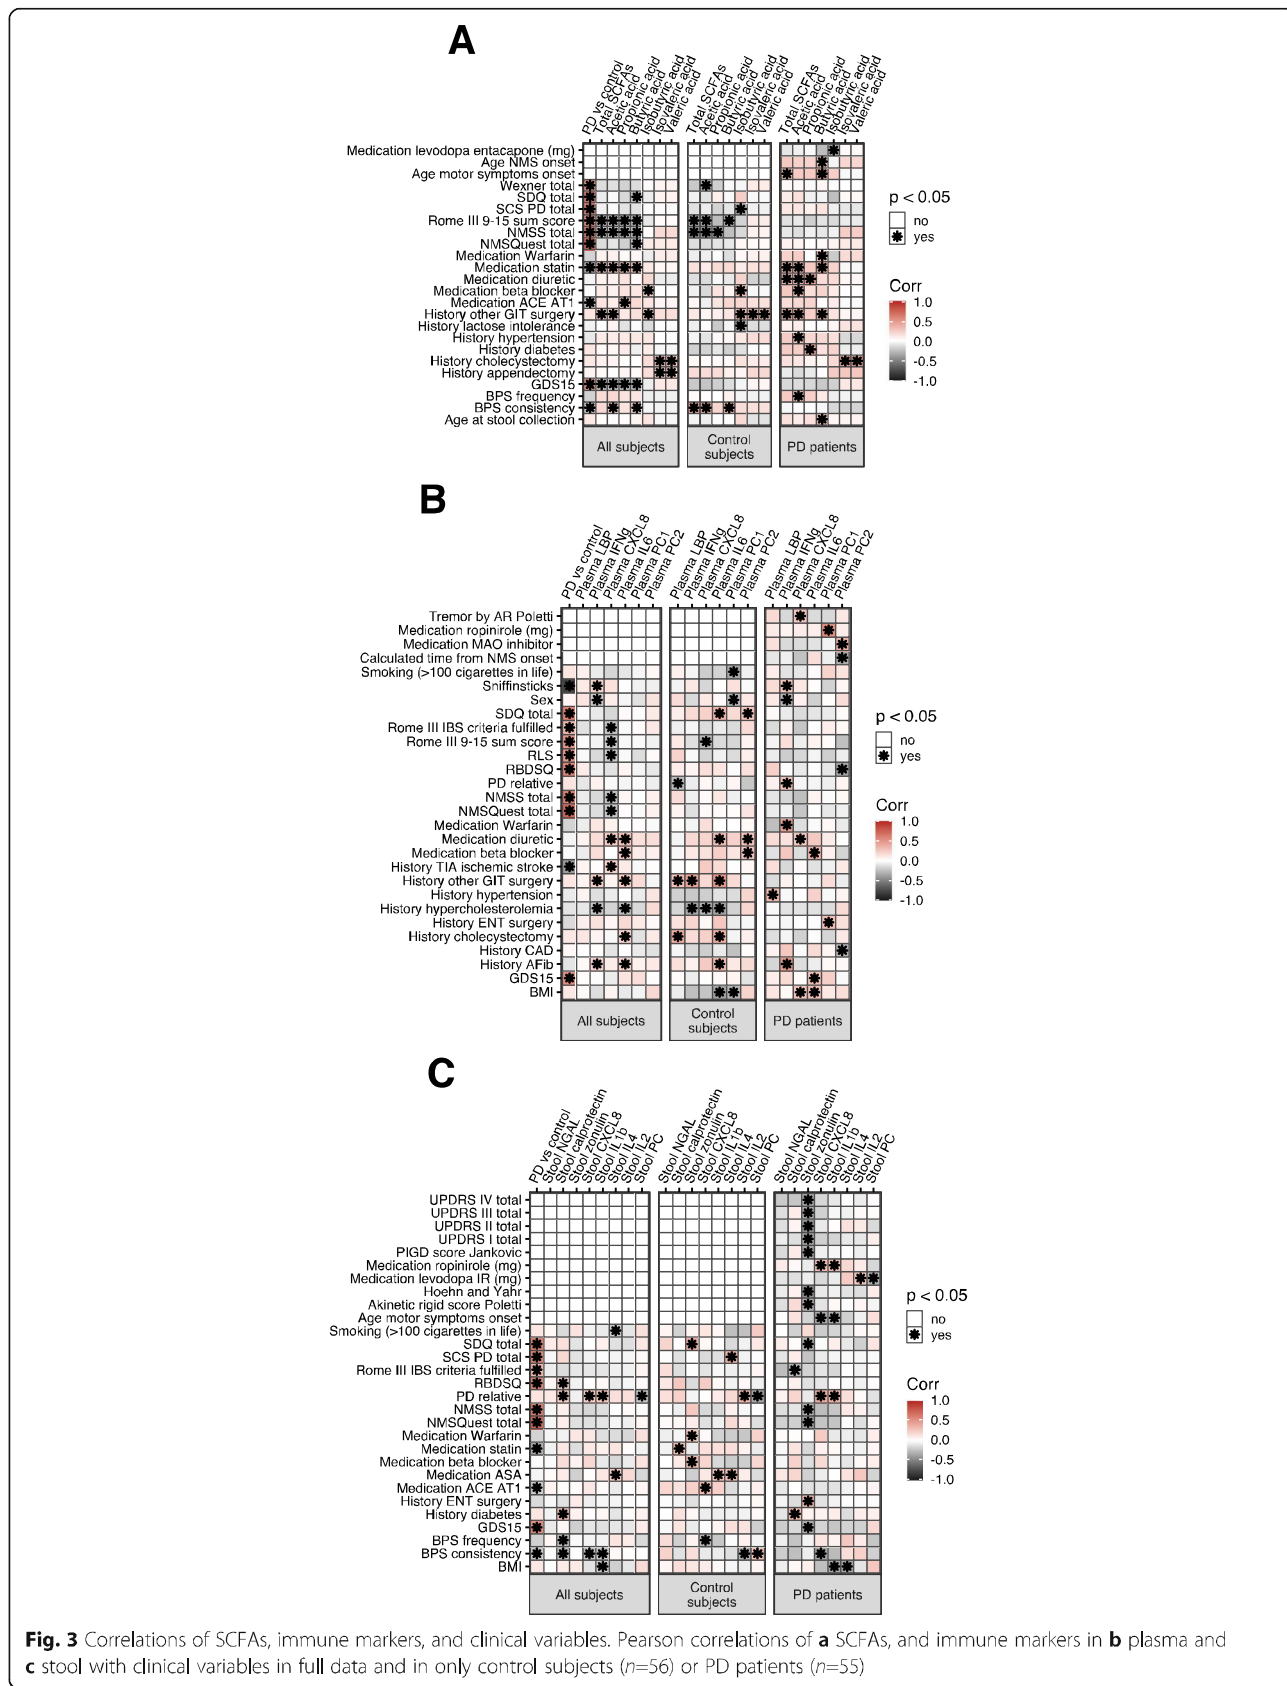 A
PD vs control
Total SCFAs
Acetic acid
Propionic acid
Butyric acid
Isobutyric acid
Isovaleric acid
Valeric acid
Total SCFAs
Acetic acid
Propionic acid
Butyric acid
Isobutyric acid
Isovaleric acid
Valeric acid
Total SCFAs
Acetic acid
Propionic acid
Butyric acid
Isobutyric acid
Isovaleric acid
Valeric acid
Medication levodopa entacapone (mg)
Age NMS onset
Age motor symptoms onset
Wexner total
SDQ total
SCS PD total
Rome III 9-15 sum score
NMSS total
NMSQuest total
Medication Warfarin
Medication statin
Medication diuretic
Medication beta blocker
Medication ACE AT1
History other GIT surgery
History lactose intolerance
History hypertension
History diabetes
History cholecystectomy
History appendectomy
GDS15
BPS frequency
BPS consistency
Age at stool collection
All subjects
Control
subjects
PD patients
p < 0.05
no
yes
Corr
1.0
0.5
0.0
-0.5
-1.0
B
PD vs control
Plasma LBP
Plasma IFNg
Plasma CXCL8
Plasma IL6
Plasma PC1
Plasma PC2
Plasma LBP
Plasma IFNg
Plasma CXCL8
Plasma IL6
Plasma PC1
Plasma PC2
Plasma LBP
Plasma IFNg
Plasma CXCL8
Plasma IL6
Plasma PC1
Plasma PC2
Tremor by AR Poletti
Medication ropinirole (mg)
Medication MAO inhibitor
Calculated time from NMS onset
Smoking (>100 cigarettes in life)
Sniffinsticks
Sex
SDQ total
Rome III IBS criteria fulfilled
Rome III 9-15 sum score
RLS
RBDSQ
PD relative
NMSS total
NMSQuest total
Medication Warfarin
Medication diuretic
Medication beta blocker
History TIA ischemic stroke
History other GIT surgery
History hypertension
History hypercholesterolemia
History ENT surgery
History cholecystectomy
History CAD
History AFib
GDS15
BMI
All subjects
Control
subjects
PD patients
p < 0.05
no
yes
Corr
1.0
0.5
0.0
-0.5
-1.0
C
PD vs control
Stool NGAL
Stool calprotectin
Stool zonulin
Stool CXCL8
Stool IL1b
Stool IL4
Stool IL2
Stool PC
Stool NGAL
Stool calprotectin
Stool zonulin
Stool CXCL8
Stool IL1b
Stool IL4
Stool IL2
Stool PC
Stool NGAL
Stool calprotectin
Stool zonulin
Stool CXCL8
Stool IL1b
Stool IL4
Stool IL2
Stool PC
UPDRS IV total
UPDRS III total
UPDRS II total
UPDRS I total
PIGD score Jankovic
Medication ropinirole (mg)
Medication levodopa IR (mg)
Hoehn and Yahr
Akinetic rigid score Poletti
Age motor symptoms onset
Smoking (>100 cigarettes in life)
SDQ total
SCS PD total
Rome III IBS criteria fulfilled
RBDSQ
PD relative
NMSS total
NMSQuest total
Medication Warfarin
Medication statin
Medication beta blocker
Medication ASA
Medication ACE AT1
History ENT surgery
History diabetes
GDS15
BPS frequency
BPS consistency
BMI
All subjects
Control
subjects
PD patients
p < 0.05
no
yes
Corr
1.0
0.5
0.0
-0.5
-1.0
Fig. 3 Correlations of SCFAs, immune markers, and clinical variables. Pearson correlations of a SCFAs, and immune markers in b plasma and
c stool with clinical variables in full data and in only control subjects (n=56) or PD patients (n=55)